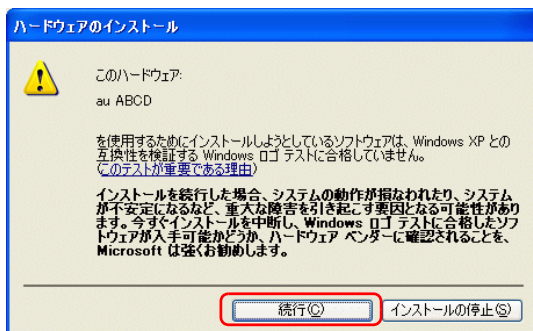 ハードウェアのインストール
このハードウェア:
au ABCD
を使用するためにインストールしようとしているソフトウェアは、Windows XP との
互換性を検証する Windows ロゴ テストに合格していません。
(このテストが重要である理由)
インストールを続行した場合、システムの動作が損なわれたり、システム
が不安定になるなど、重大な障害を引き起こす要因となる可能性があり
ます。今すぐインストールを中断し、Windows ロゴ テストに合格したソフ
トウェアが入手可能かどうか、ハードウェア ベンダーに確認されることを、
Microsoft は強くお勧めします。
続行(C) インストールの停止(S)